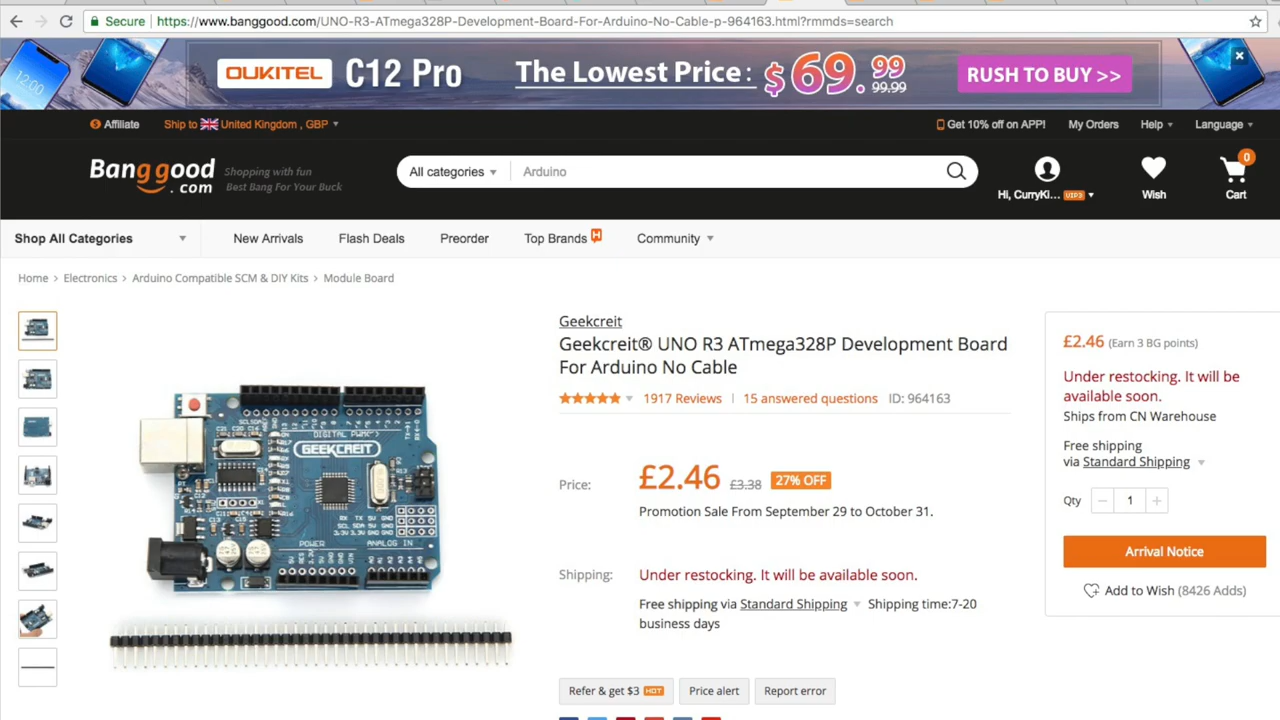 Secure https://www.banggood.com/UNO-R3-ATmega328P-Development-Board-For-Arduino-No-Cable-p-964163.html?rmmds=search
12:00
OUKITEL C12 Pro The Lowest Price: $69.99 99.99 RUSH TO BUY >>
Affiliate Ship to United Kingdom , GBP Get 10% off on APP! My Orders Help Language
Banggood.com Shopping with fun
Best Bang For Your Buck
All categories Arduino
Hi, CurryKi... VIP3 Wish 0 Cart
Shop All Categories New Arrivals Flash Deals Preorder Top Brands H Community
Home > Electronics > Arduino Compatible SCM & DIY Kits > Module Board
Geekcreit
Geekcreit® UNO R3 ATmega328P Development Board
For Arduino No Cable
1917 Reviews | 15 answered questions ID: 964163
Price: £2.46 £3.38 27% OFF
Promotion Sale From September 29 to October 31.
Shipping: Under restocking. It will be available soon.
Free shipping via Standard Shipping Shipping time:7-20
business days
Refer & get $3 HOT Price alert Report error
£2.46 (Earn 3 BG points)
Under restocking. It will be
available soon.
Ships from CN Warehouse
Free shipping
via Standard Shipping
Qty − 1 +
Arrival Notice
Add to Wish (8426 Adds)
DIGITAL PWM
GEEKCREIT
POWER ANALOG IN